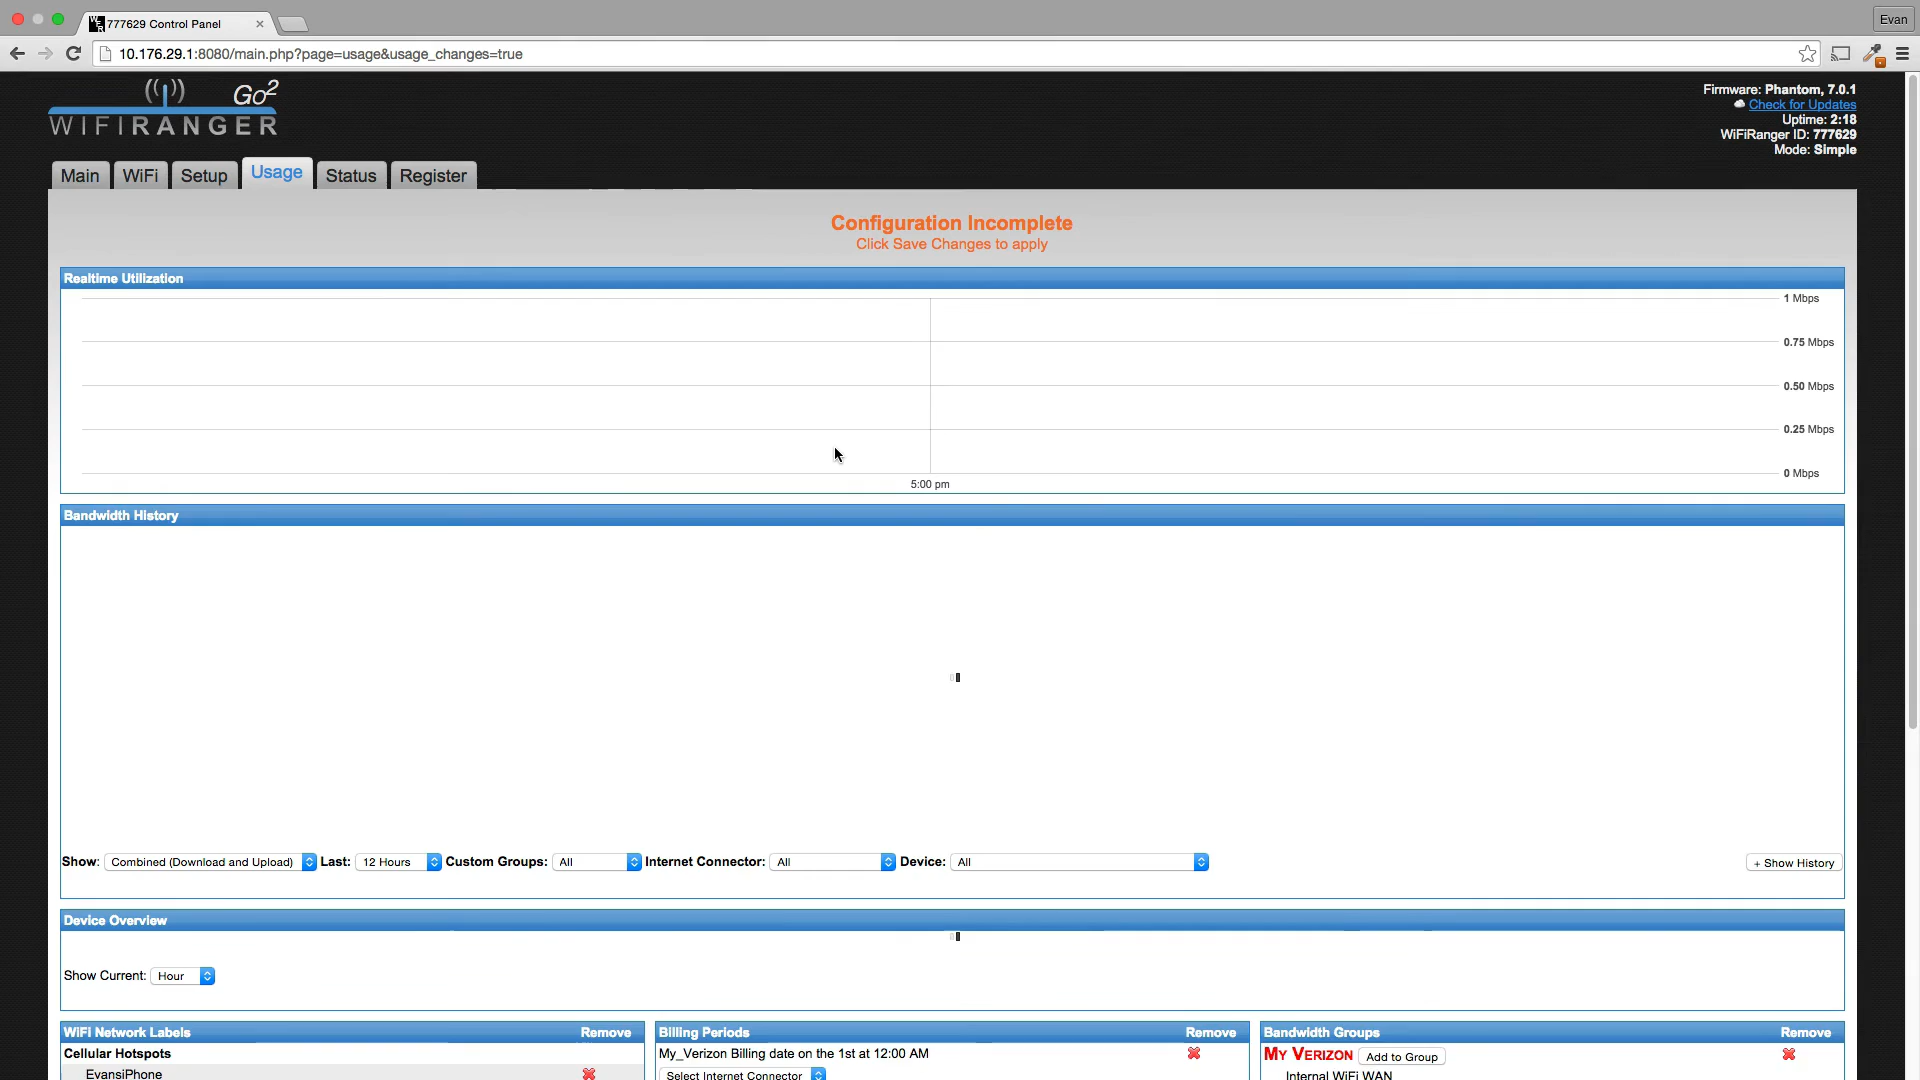 777629 Control Panel
Evan
10.176.29.1:8080/main.php?page=usage&usage_changes=true
Go2
WIFIRANGER
Firmware: Phantom, 7.0.1
Check for Updates
Uptime: 2:18
WiFiRanger ID: 777629
Mode: Simple
Main WiFi Setup Usage Status Register
Configuration Incomplete
Click Save Changes to apply
Realtime Utilization
1 Mbps
0.75 Mbps
0.50 Mbps
0.25 Mbps
0 Mbps
5:00 pm
Bandwidth History
Show: Combined (Download and Upload) Last: 12 Hours Custom Groups: All Internet Connector: All Device: All + Show History
Device Overview
Show Current: Hour
WiFi Network Labels Remove Billing Periods Remove Bandwidth Groups Remove
Cellular Hotspots My_Verizon Billing date on the 1st at 12:00 AM MY VERIZON Add to Group
EvansiPhone Select Internet Connector Internal WiFi WAN